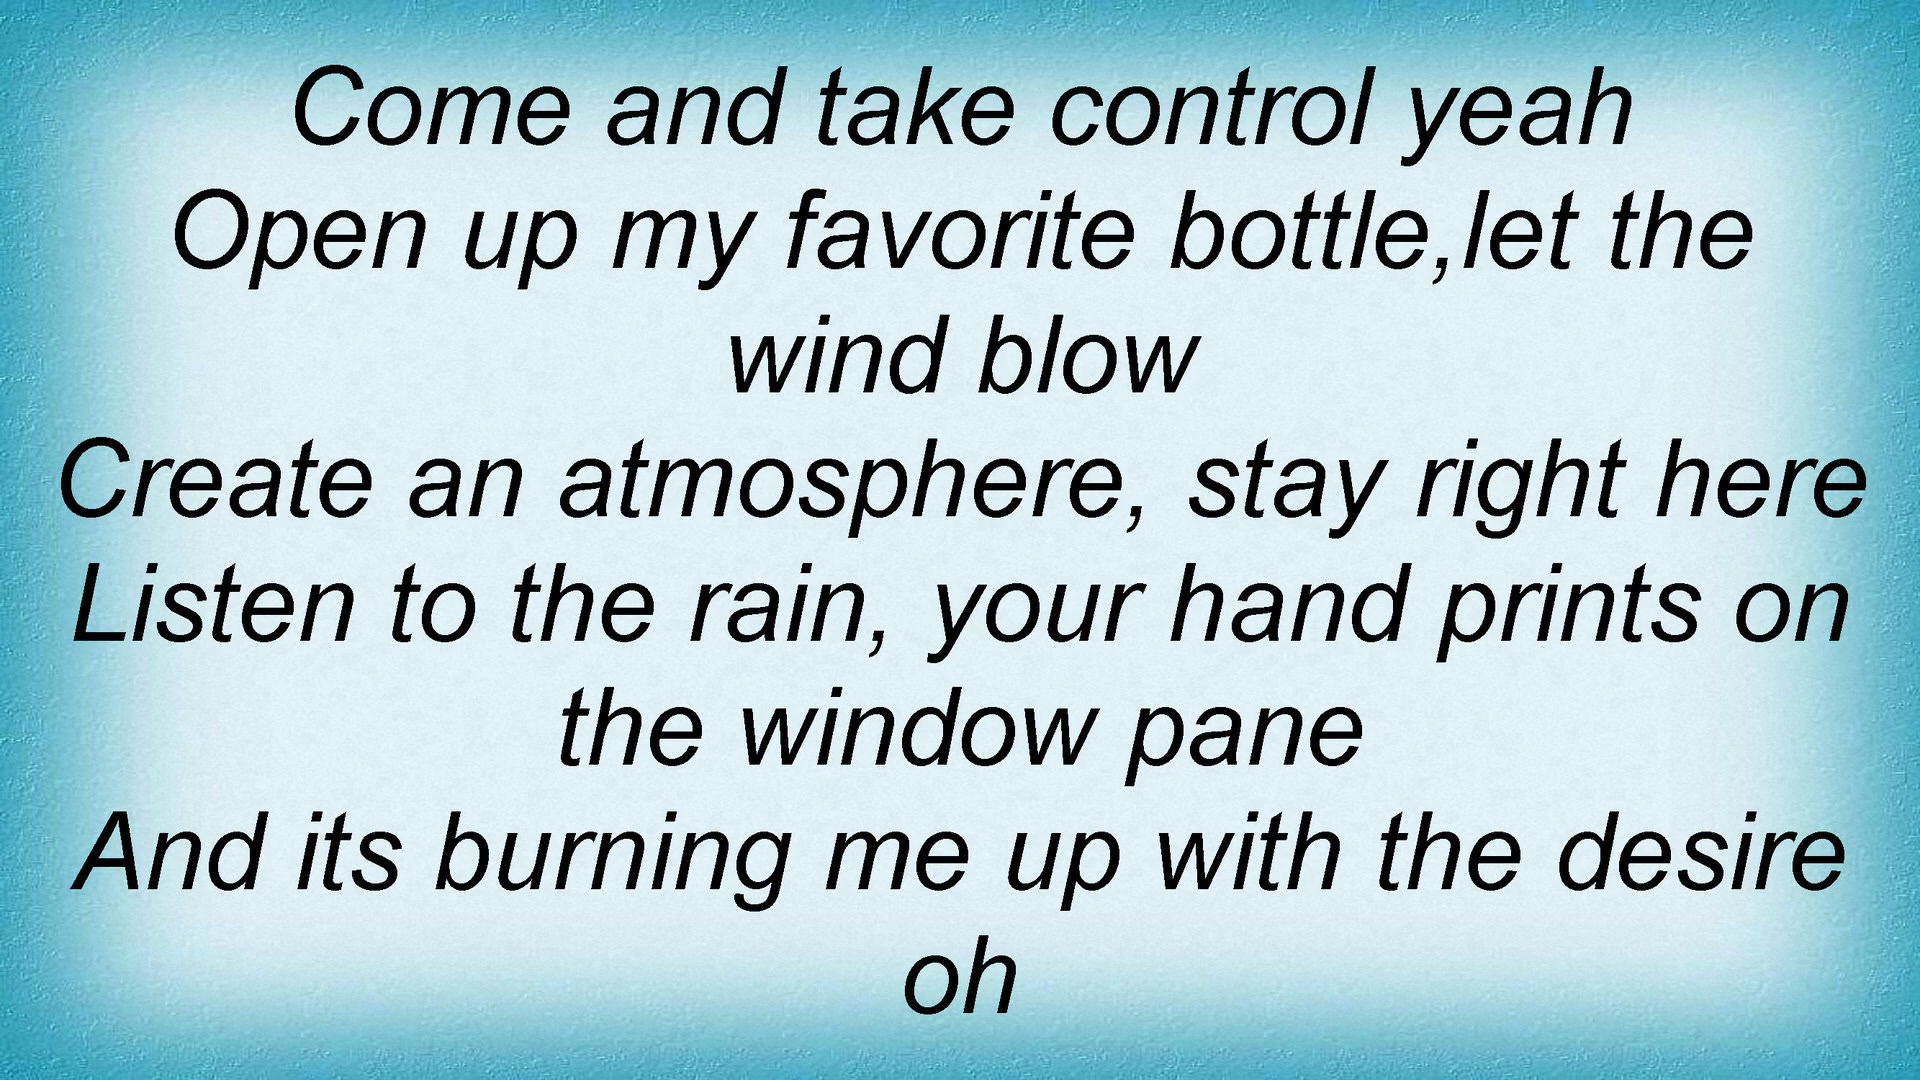 Come and take control yeah
Open up my favorite bottle,let the
wind blow
Create an atmosphere, stay right here
Listen to the rain, your hand prints on
the window pane
And its burning me up with the desire
oh